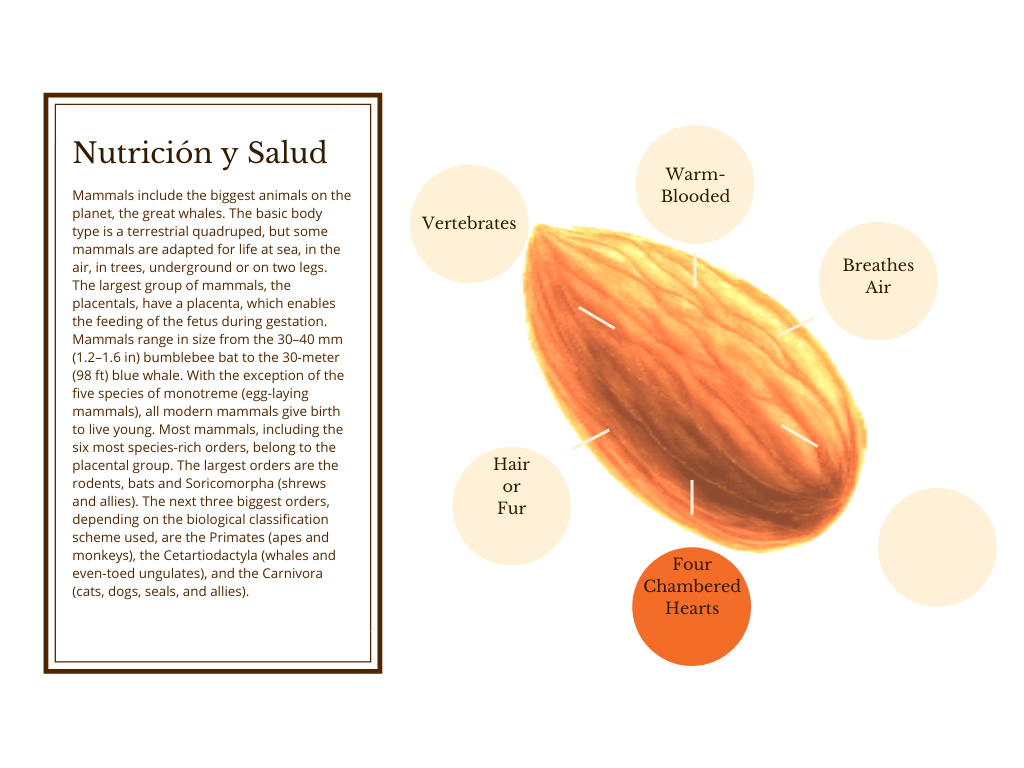 Nutrición y Salud
Mammals include the biggest animals on the
planet, the great whales. The basic body
type is a terrestrial quadruped, but some
mammals are adapted for life at sea, in the
air, in trees, underground or on two legs.
The largest group of mammals, the
placentals, have a placenta, which enables
the feeding of the fetus during gestation.
Mammals range in size from the 30–40 mm
(1.2–1.6 in) bumblebee bat to the 30-meter
(98 ft) blue whale. With the exception of the
five species of monotreme (egg-laying
mammals), all modern mammals give birth
to live young. Most mammals, including the
six most species-rich orders, belong to the
placental group. The largest orders are the
rodents, bats and Soricomorpha (shrews
and allies). The next three biggest orders,
depending on the biological classification
scheme used, are the Primates (apes and
monkeys), the Cetartiodactyla (whales and
even-toed ungulates), and the Carnivora
(cats, dogs, seals, and allies).
Vertebrates
Warm-
Blooded
Breathes
Air
Hair
or
Fur
Four
Chambered
Hearts